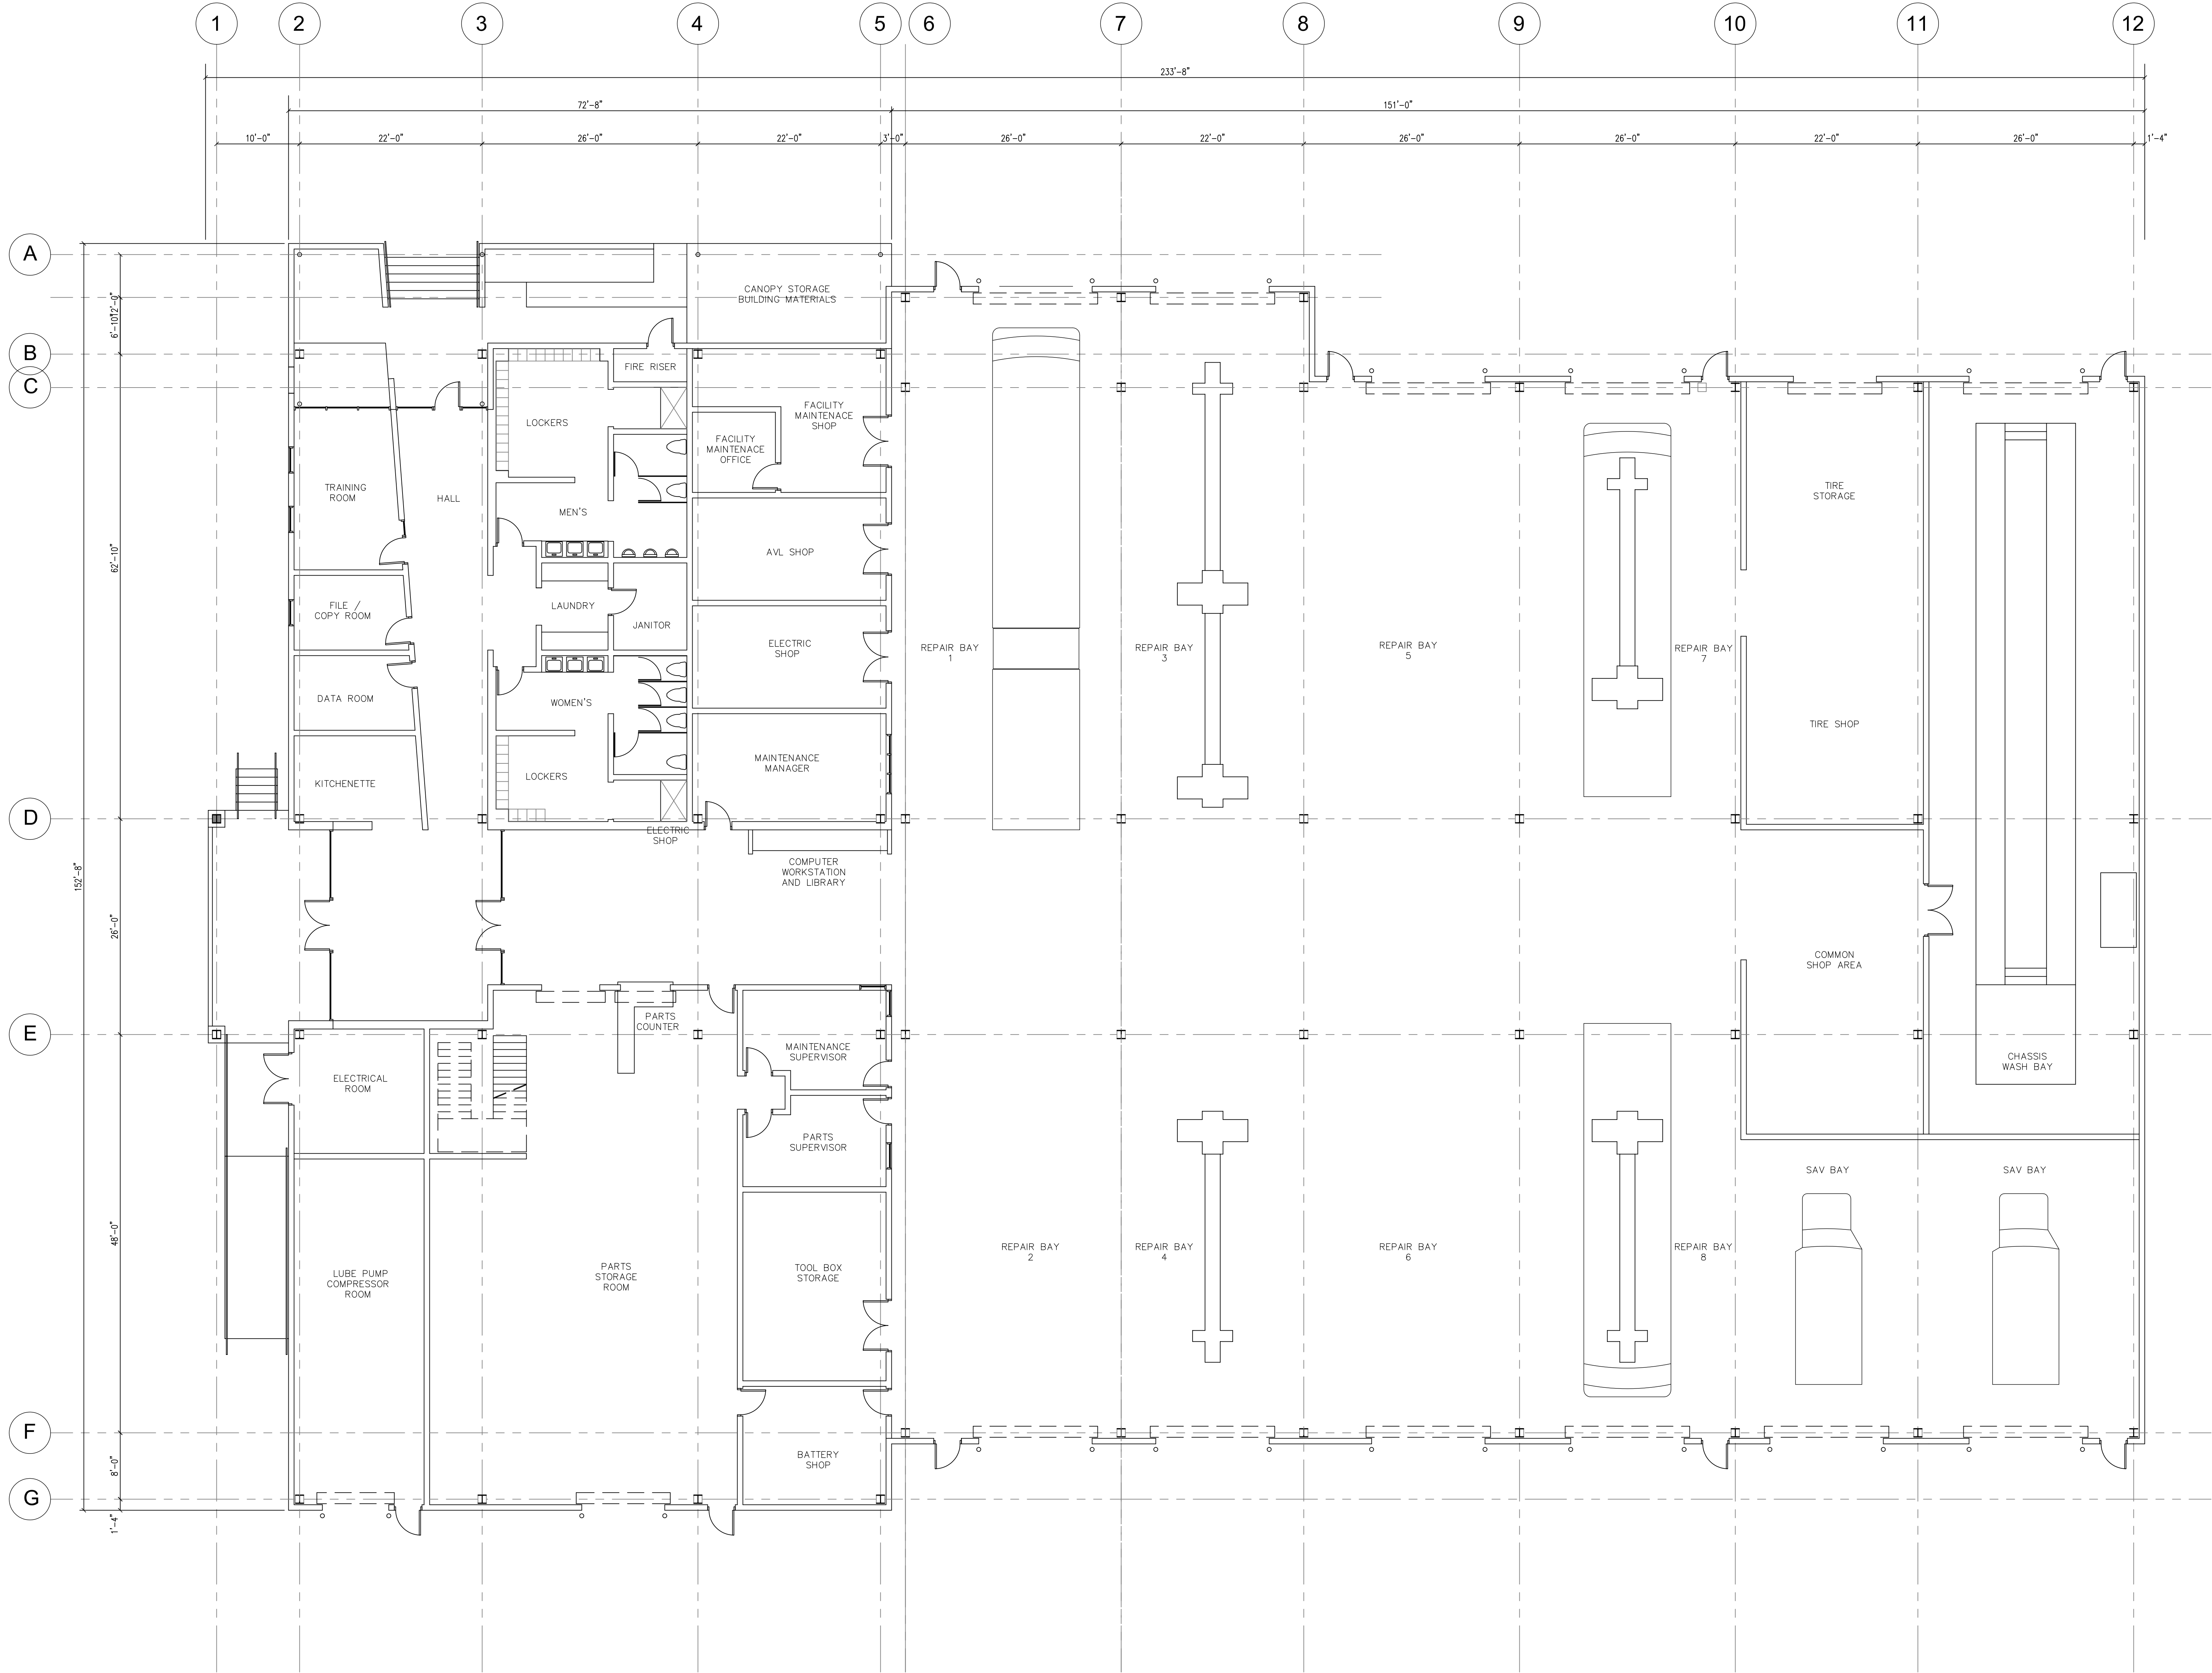 1 2 3 4 5 6 7 8 9 10 11 12
233'-8"
72'-8" 151'-0"
10'-0" 22'-0" 26'-0" 22'-0" 3'-0" 26'-0" 22'-0" 26'-0" 26'-0" 22'-0" 26'-0" 1'-4"
A
B
C
D
E
F
G
12'-0"
6'-10"
62'-10"
152'-8"
26'-0"
48'-0"
8'-0"
1'-4"
CANOPY STORAGE
BUILDING MATERIALS
FIRE RISER
LOCKERS
FACILITY
MAINTENACE
SHOP
FACILITY
MAINTENACE
OFFICE
TRAINING
ROOM
HALL
MEN'S
AVL SHOP
TIRE
STORAGE
FILE /
COPY ROOM
LAUNDRY
JANITOR
ELECTRIC
SHOP
REPAIR BAY
1
REPAIR BAY
3
REPAIR BAY
5
REPAIR BAY
7
DATA ROOM
WOMEN'S
TIRE SHOP
KITCHENETTE
LOCKERS
MAINTENANCE
MANAGER
ELECTRIC
SHOP
COMPUTER
WORKSTATION
AND LIBRARY
COMMON
SHOP AREA
PARTS
COUNTER
MAINTENANCE
SUPERVISOR
CHASSIS
WASH BAY
ELECTRICAL
ROOM
PARTS
SUPERVISOR
SAV BAY
SAV BAY
LUBE PUMP
COMPRESSOR
ROOM
PARTS
STORAGE
ROOM
TOOL BOX
STORAGE
REPAIR BAY
2
REPAIR BAY
4
REPAIR BAY
6
REPAIR BAY
8
BATTERY
SHOP